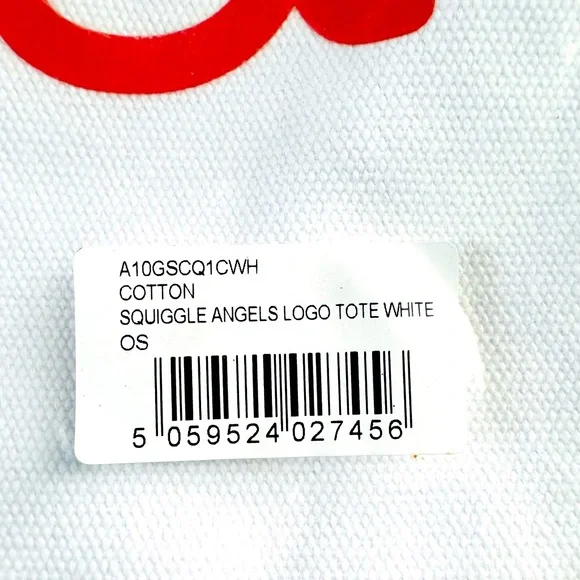 A10GSCQ1CWH
COTTON
SQUIGGLE ANGELS LOGO TOTE WHITE
OS
5 059524 027456